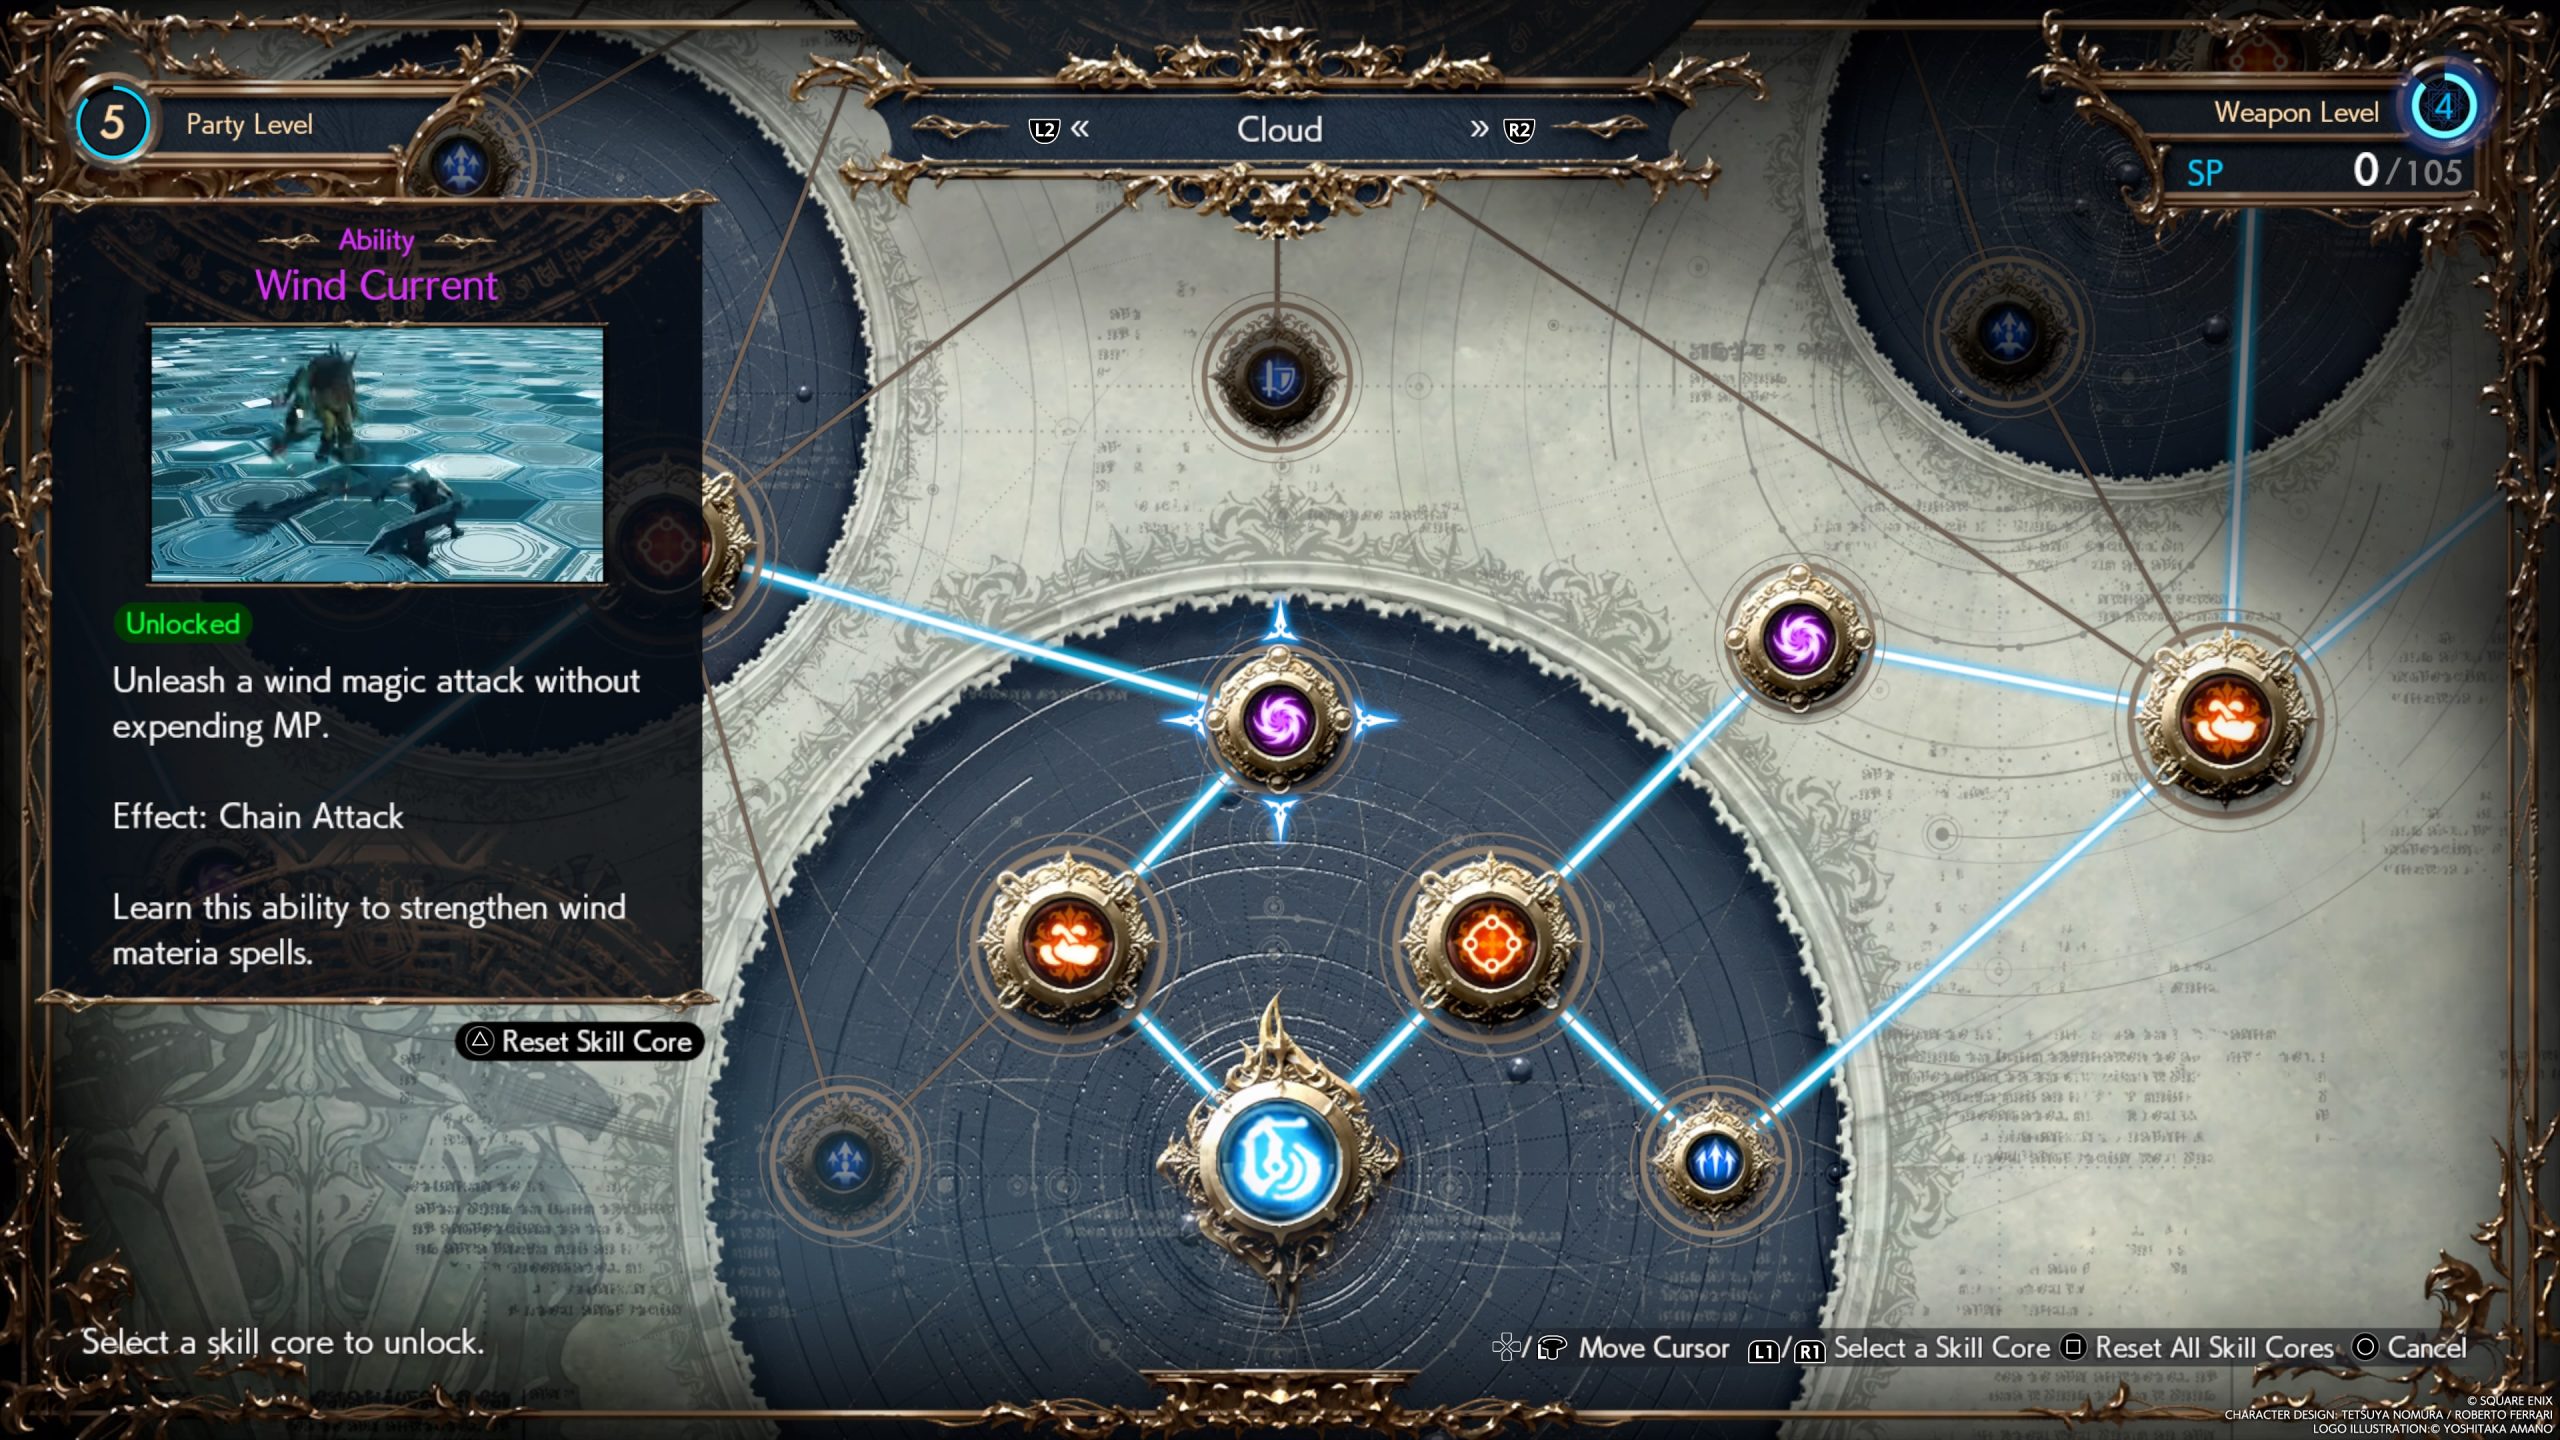 5 Party Level
L2 « Cloud » R2
Weapon Level 4
SP 0/105
Ability
Wind Current
Unlocked
Unleash a wind magic attack without
expending MP.
Effect: Chain Attack
Learn this ability to strengthen wind
materia spells.
Reset Skill Core
Select a skill core to unlock.
/L Move Cursor L1/R1 Select a Skill Core Reset All Skill Cores Cancel
© SQUARE ENIX
CHARACTER DESIGN: TETSUYA NOMURA / ROBERTO FERRARI
LOGO ILLUSTRATION:© YOSHITAKA AMANO